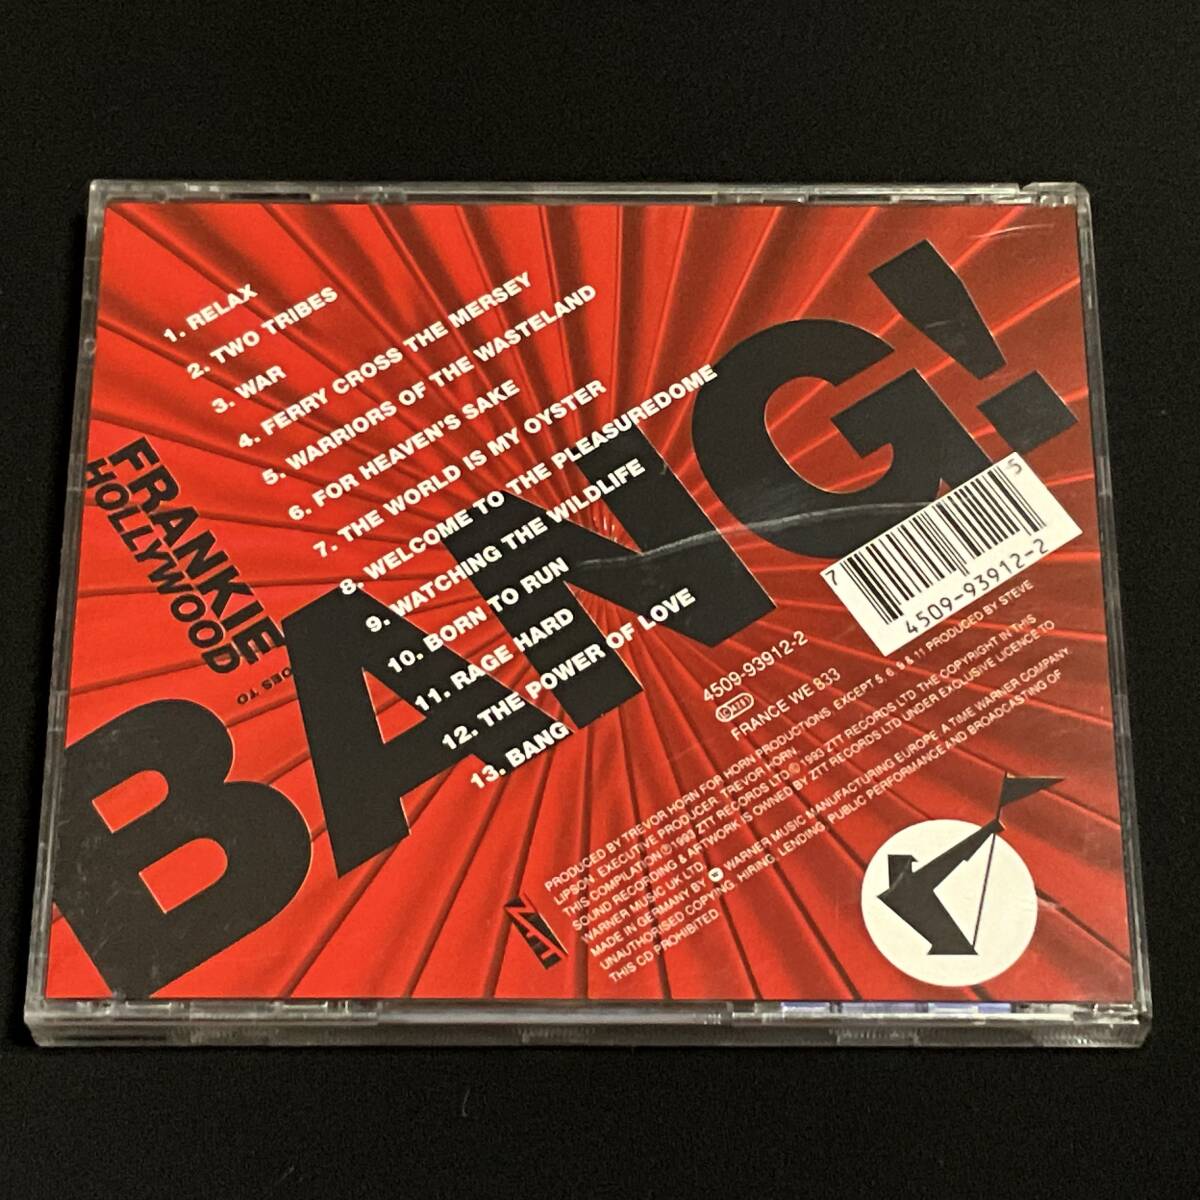 1. RELAX
2. TWO TRIBES
3. WAR
4. FERRY CROSS THE MERSEY
5. WARRIORS OF THE WASTELAND
6. FOR HEAVEN'S SAKE
7. THE WORLD IS MY OYSTER
8. WELCOME TO THE PLEASUREDOME
9. WATCHING THE WILDLIFE
10. BORN TO RUN
11. RAGE HARD
12. THE POWER OF LOVE
13. BANG
FRANKIE
GOES TO
HOLLYWOOD
BANG!
7
5
4509-93912-2
4509-93912-2
FRANCE WE 833
PRODUCED BY TREVOR HORN FOR HORN PRODUCTIONS, EXCEPT 5, 6, 9 & 11 PRODUCED BY STEVE
LIPSON. EXECUTIVE PRODUCER, TREVOR HORN.
THIS COMPILATION ℗ 1993 ZTT RECORDS LTD. © 1993 ZTT RECORDS LTD. THE COPYRIGHT IN THIS
SOUND RECORDING & ARTWORK IS OWNED BY ZTT RECORDS LTD UNDER EXCLUSIVE LICENCE TO
WARNER MUSIC UK LTD.
MADE IN GERMANY BY WARNER MUSIC MANUFACTURING EUROPE. A TIME WARNER COMPANY.
UNAUTHORISED COPYING, HIRING, LENDING, PUBLIC PERFORMANCE AND BROADCASTING OF
THIS CD PROHIBITED.
ZTT